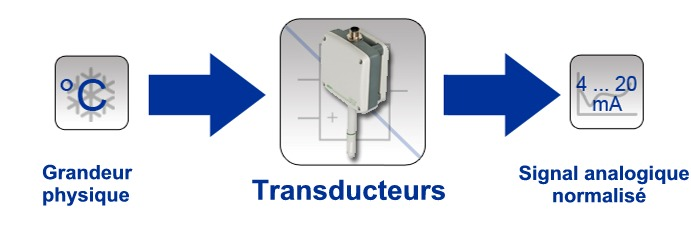 °C
4 ... 20
mA
Grandeur
physique
Transducteurs
Signal analogique
normalisé